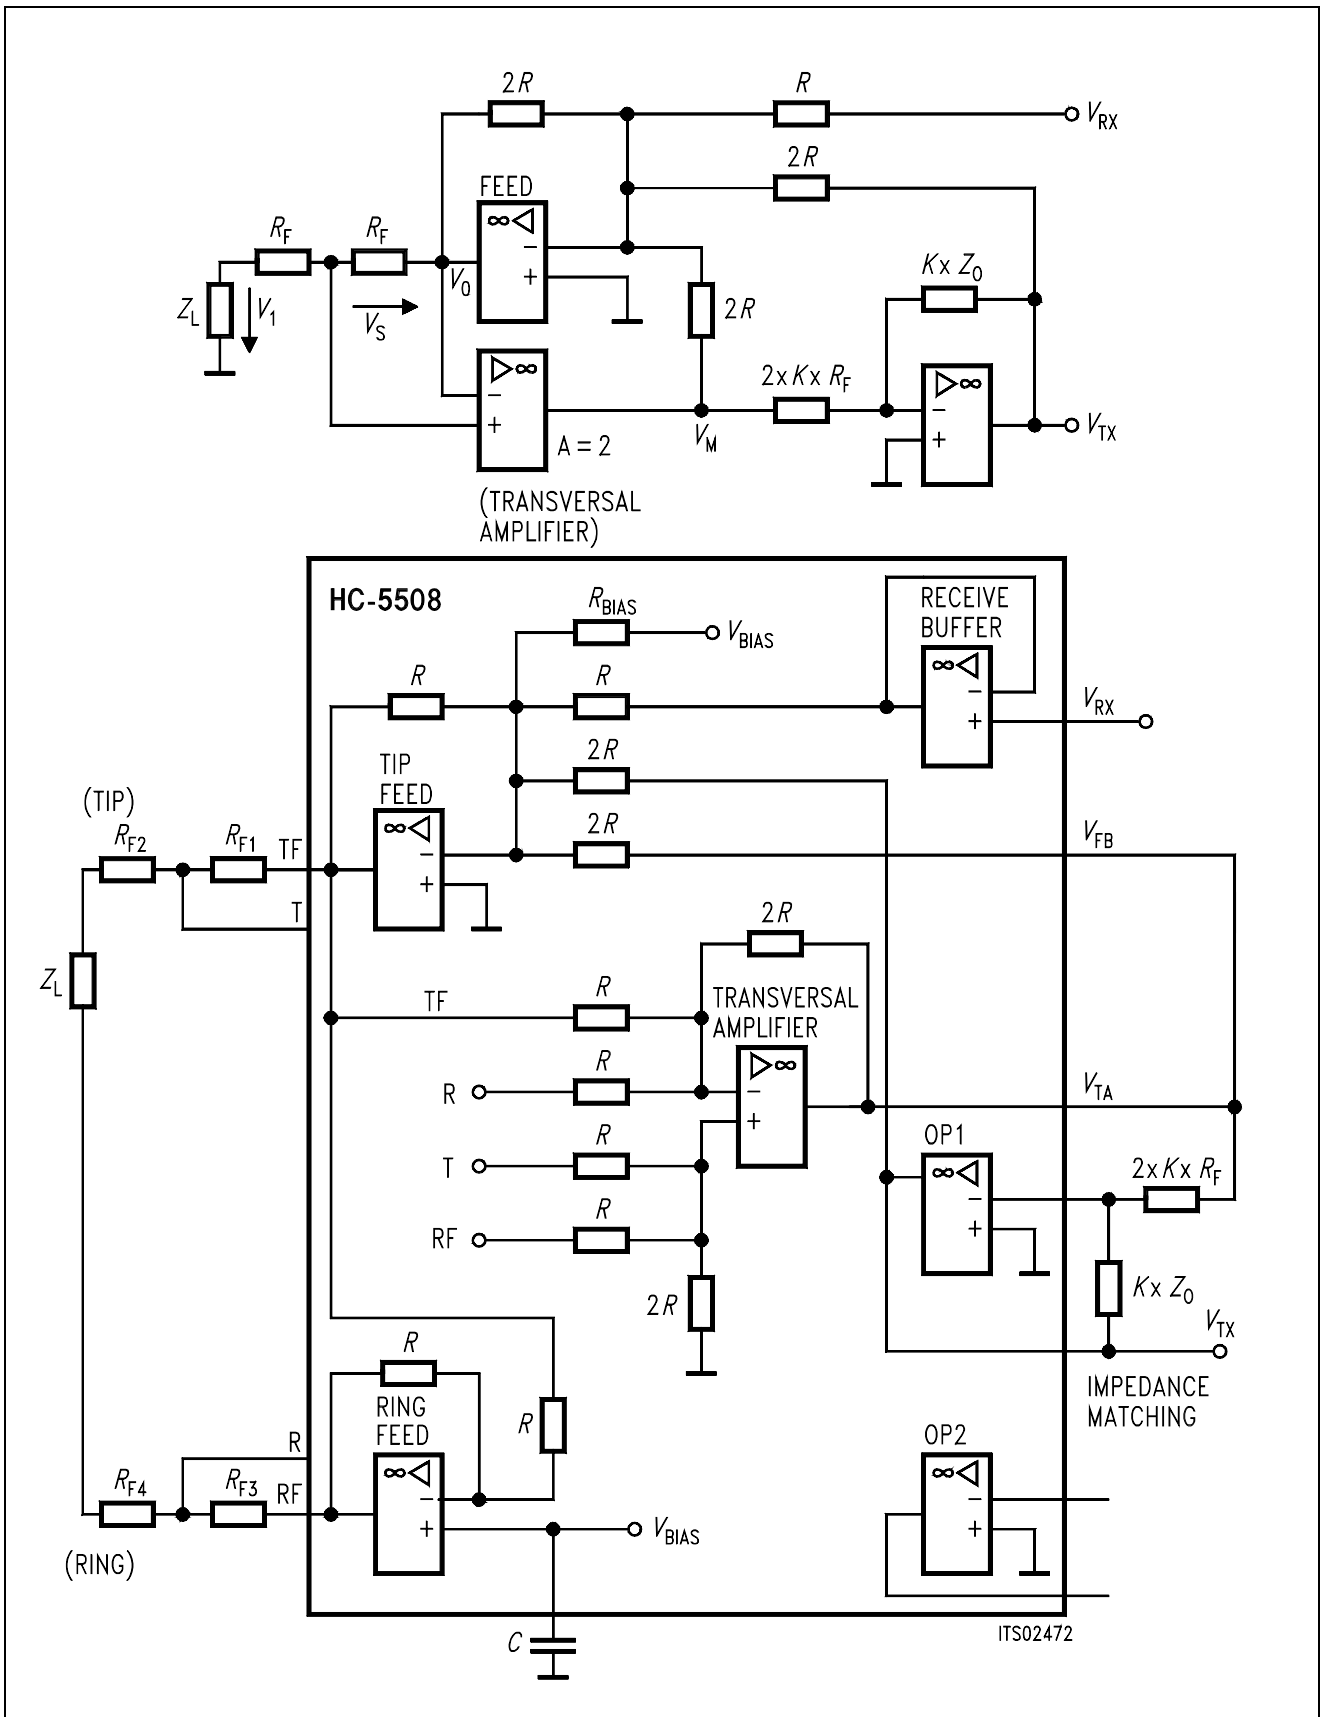 2R
R
V_RX
2R
FEED
∞
−
+
R_F
R_F
V_0
K x Z_0
Z_L
V_1
V_S
2R
2 x K x R_F
∞
−
+
∞
−
+
V_M
A = 2
V_TX
(TRANSVERSAL
AMPLIFIER)
HC-5508
R_BIAS
V_BIAS
RECEIVE
BUFFER
∞
−
+
R
R
V_RX
TIP
FEED
2R
∞
−
+
(TIP)
R_F2
R_F1
TF
2R
V_FB
T
2R
Z_L
TF
R
TRANSVERSAL
AMPLIFIER
∞
−
+
R
R
V_TA
T
R
OP1
∞
−
+
2 x K x R_F
RF
R
2R
K x Z_0
V_TX
R
IMPEDANCE
MATCHING
RING
FEED
R
∞
−
+
R
OP2
∞
−
+
R_F4
R_F3
RF
V_BIAS
(RING)
C
ITS02472